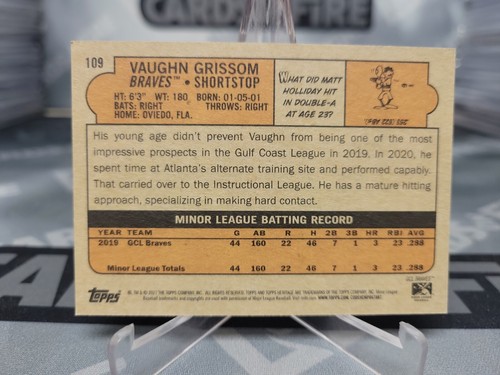 CARDS FIRE
109
VAUGHN GRISSOM
BRAVES™ • SHORTSTOP
HT: 6'3" WT: 180 BORN: 01-05-01
BATS: RIGHT THROWS: RIGHT
HOME: OVIEDO, FLA.
WHAT DID MATT
HOLLIDAY HIT
IN DOUBLE-A
AT AGE 23?
His young age didn't prevent Vaughn from being one of the most
impressive prospects in the Gulf Coast League in 2019. In 2020, he
spent time at Atlanta's alternate training site and performed capably.
That carried over to the Instructional League. He has a mature hitting
approach, specializing in making hard contact.
MINOR LEAGUE BATTING RECORD
YEAR TEAM G AB R H 2B 3B HR RBI AVG
2019 GCL Braves 44 160 22 46 7 1 3 23 .288
Minor League Totals 44 160 22 46 7 1 3 23 .288
Topps